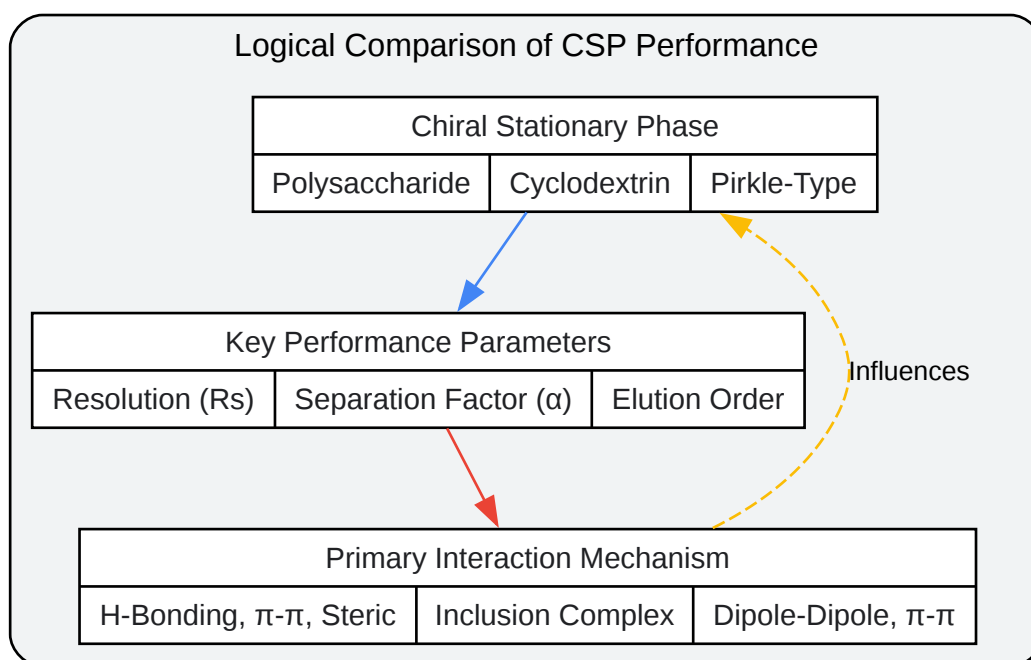 Logical Comparison of CSP Performance
Chiral Stationary Phase
Polysaccharide Cyclodextrin Pirkle-Type
Key Performance Parameters
Resolution (Rs) Separation Factor (α) Elution Order
Influences
Primary Interaction Mechanism
H-Bonding, π-π, Steric Inclusion Complex Dipole-Dipole, π-π